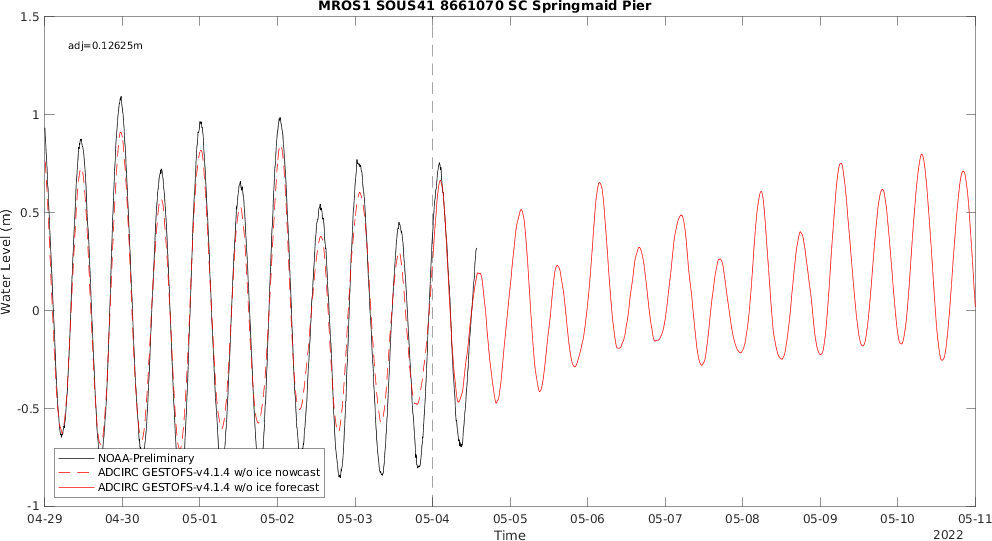 MROS1 SOUS41 8661070 SC Springmaid Pier
adj=0.12625m
1.5
1
0.5
0
-0.5
-1
Water Level (m)
NOAA-Preliminary
ADCIRC GESTOFS-v4.1.4 w/o ice nowcast
ADCIRC GESTOFS-v4.1.4 w/o ice forecast
04-29 04-30 05-01 05-02 05-03 05-04 05-05 05-06 05-07 05-08 05-09 05-10 05-11
Time
2022